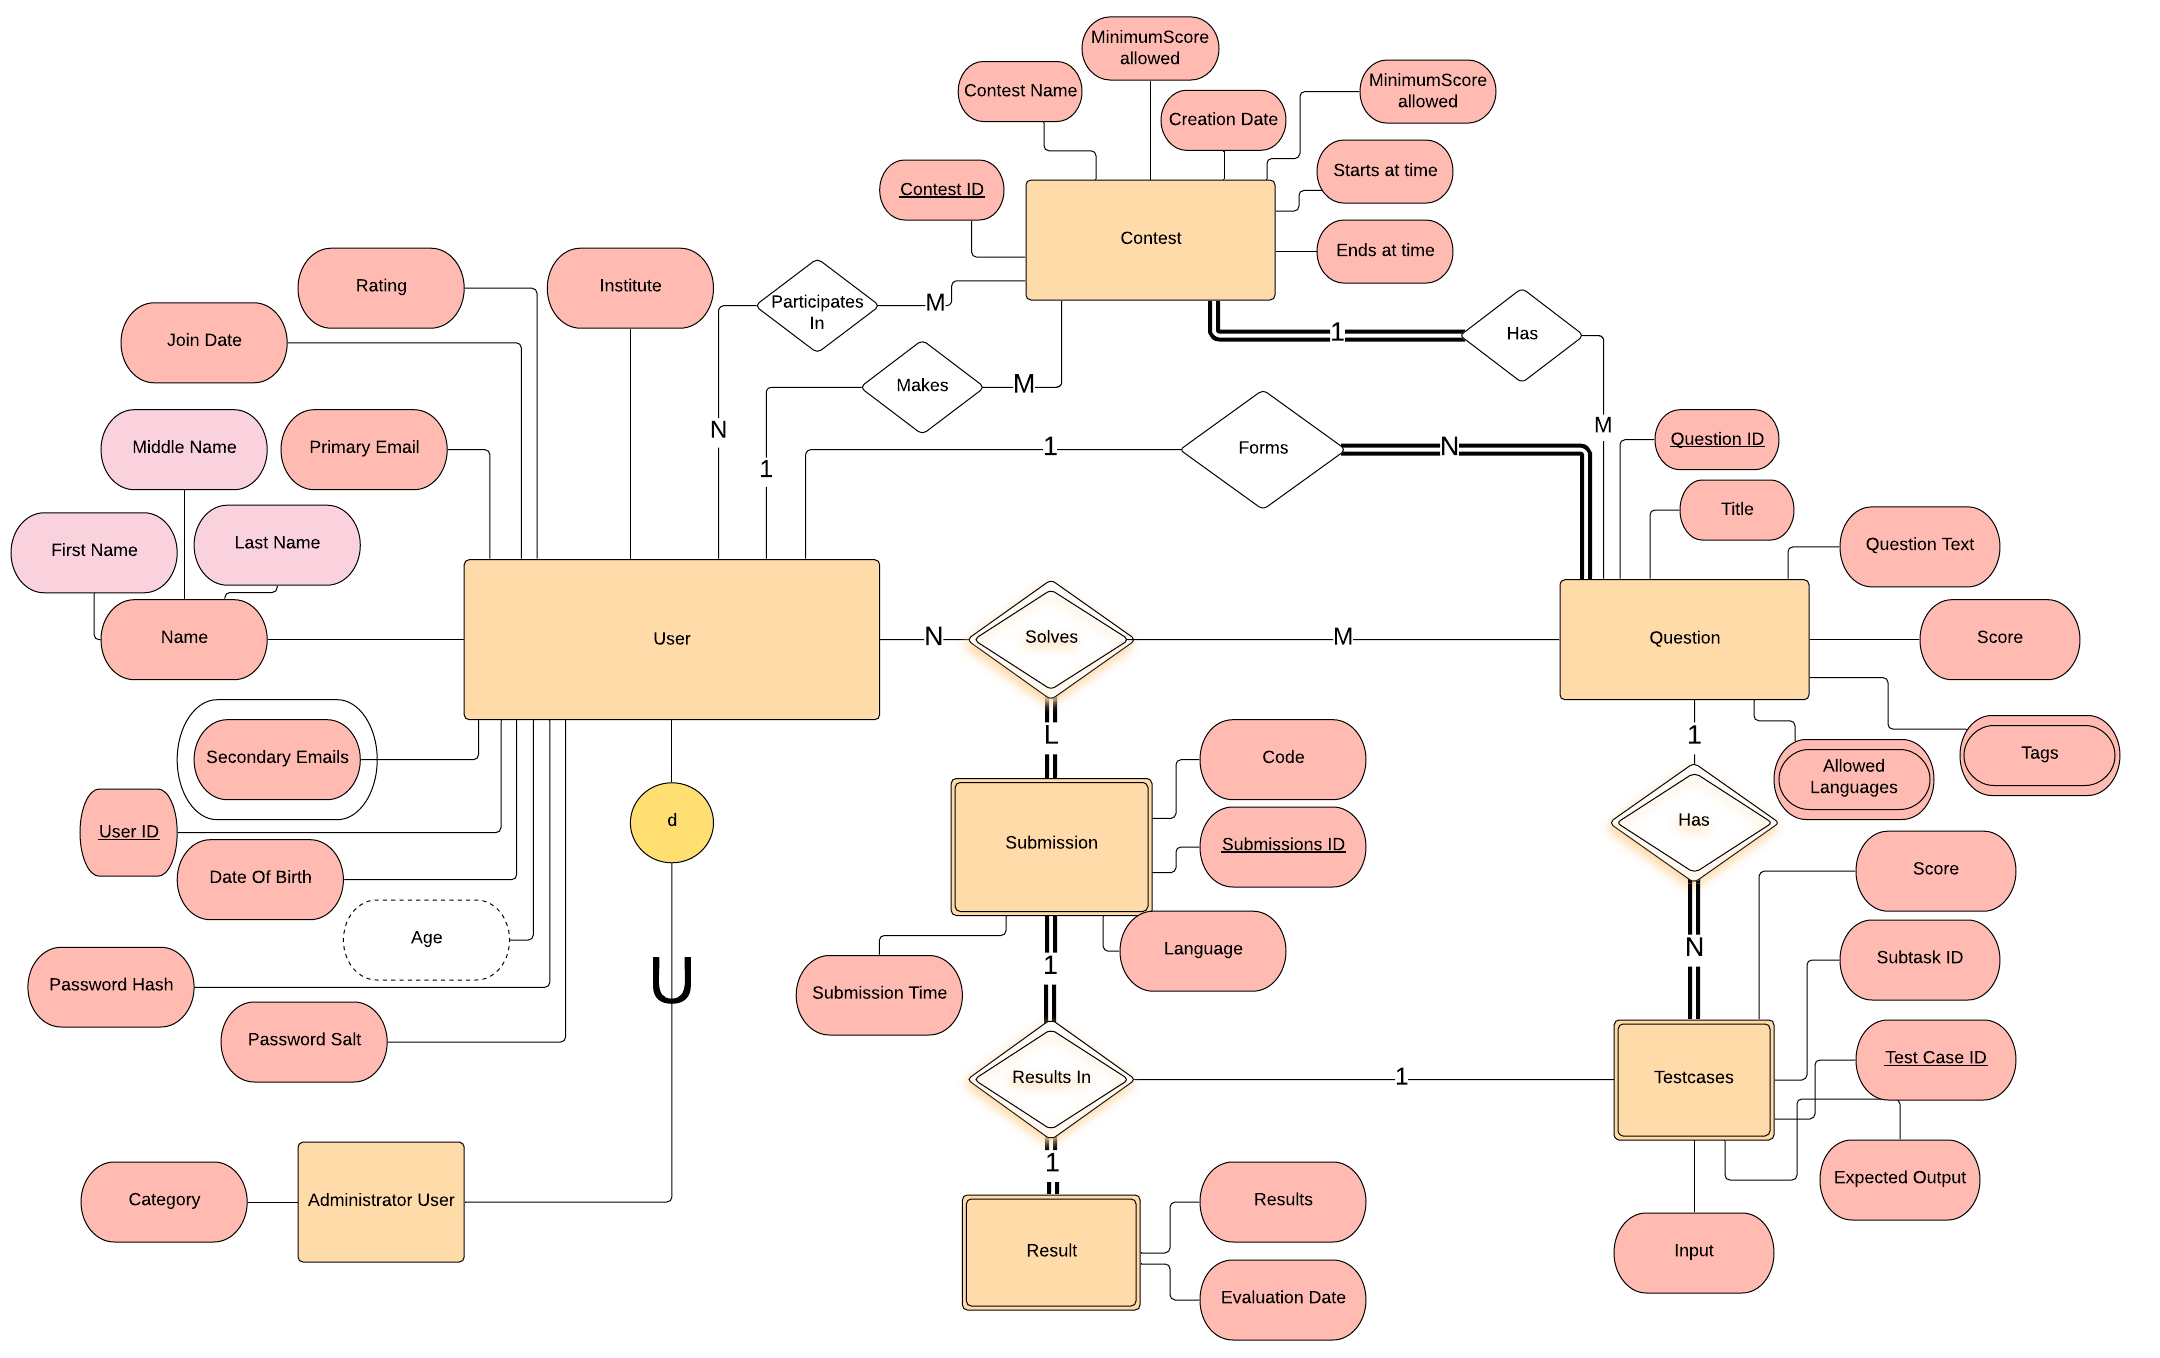 MinimumScore
allowed
Contest Name
MinimumScore
allowed
Creation Date
Starts at time
Contest ID
Contest
Ends at time
Rating
Institute
Participates
In
M
1
Has
Join Date
Makes
M
M
N
Middle Name
Primary Email
1
Forms
N
Question ID
1
Title
First Name
Last Name
Question Text
Name
User
N
Solves
M
Question
Score
L
1
Secondary Emails
Code
Allowed
Languages
Tags
User ID
d
Submission
Submissions ID
Has
Date Of Birth
Score
Age
Language
N
Subtask ID
Password Hash
U
Submission Time
1
Password Salt
Results In
1
Testcases
Test Case ID
1
Expected Output
Category
Administrator User
Results
Result
Input
Evaluation Date